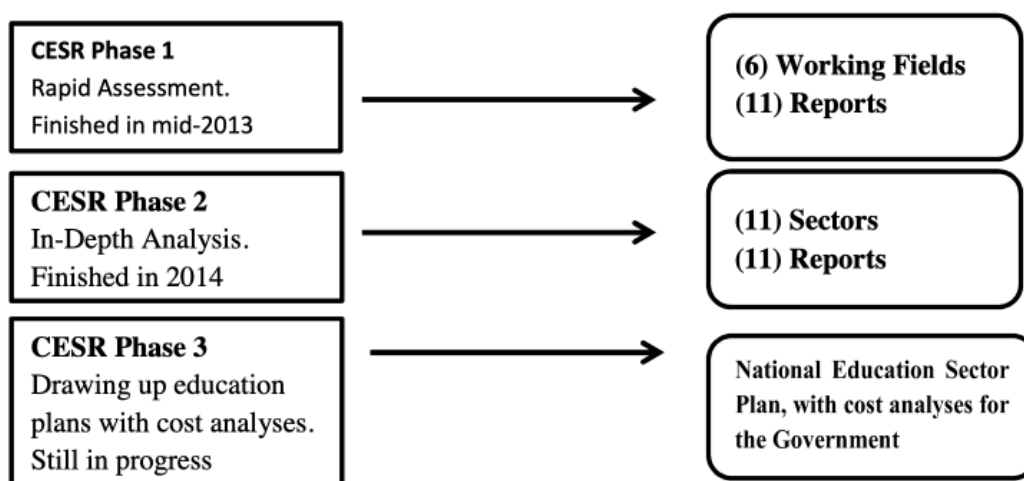 CESR Phase 1
Rapid Assessment.
Finished in mid-2013
(6) Working Fields
(11) Reports
CESR Phase 2
In-Depth Analysis.
Finished in 2014
(11) Sectors
(11) Reports
CESR Phase 3
Drawing up education
plans with cost analyses.
Still in progress
National Education Sector
Plan, with cost analyses for
the Government